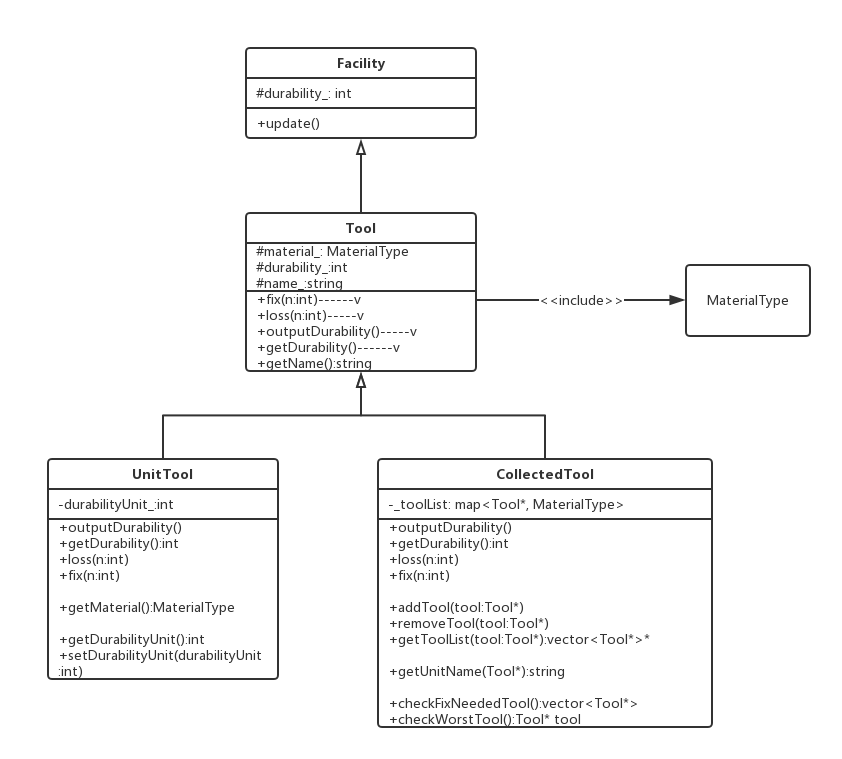 Facility
#durability_: int
+update()
Tool
#material_: MaterialType
#durability_:int
#name_:string
+fix(n:int)------v
+loss(n:int)-----v
+outputDurability()-----v
+getDurability()------v
+getName():string
<<include>>
MaterialType
UnitTool
-durabilityUnit_:int
+outputDurability()
+getDurability():int
+loss(n:int)
+fix(n:int)
+getMaterial():MaterialType
+getDurabilityUnit():int
+setDurabilityUnit(durabilityUnit
:int)
CollectedTool
-_toolList: map<Tool*, MaterialType>
+outputDurability()
+getDurability():int
+loss(n:int)
+fix(n:int)
+addTool(tool:Tool*)
+removeTool(tool:Tool*)
+getToolList(tool:Tool*):vector<Tool*>*
+getUnitName(Tool*):string
+checkFixNeededTool():vector<Tool*>
+checkWorstTool():Tool* tool